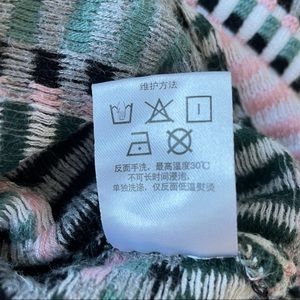 维护方法
反面手洗，最高温度30℃
不可长时间浸泡，
单独洗涤，仅反面低温熨烫